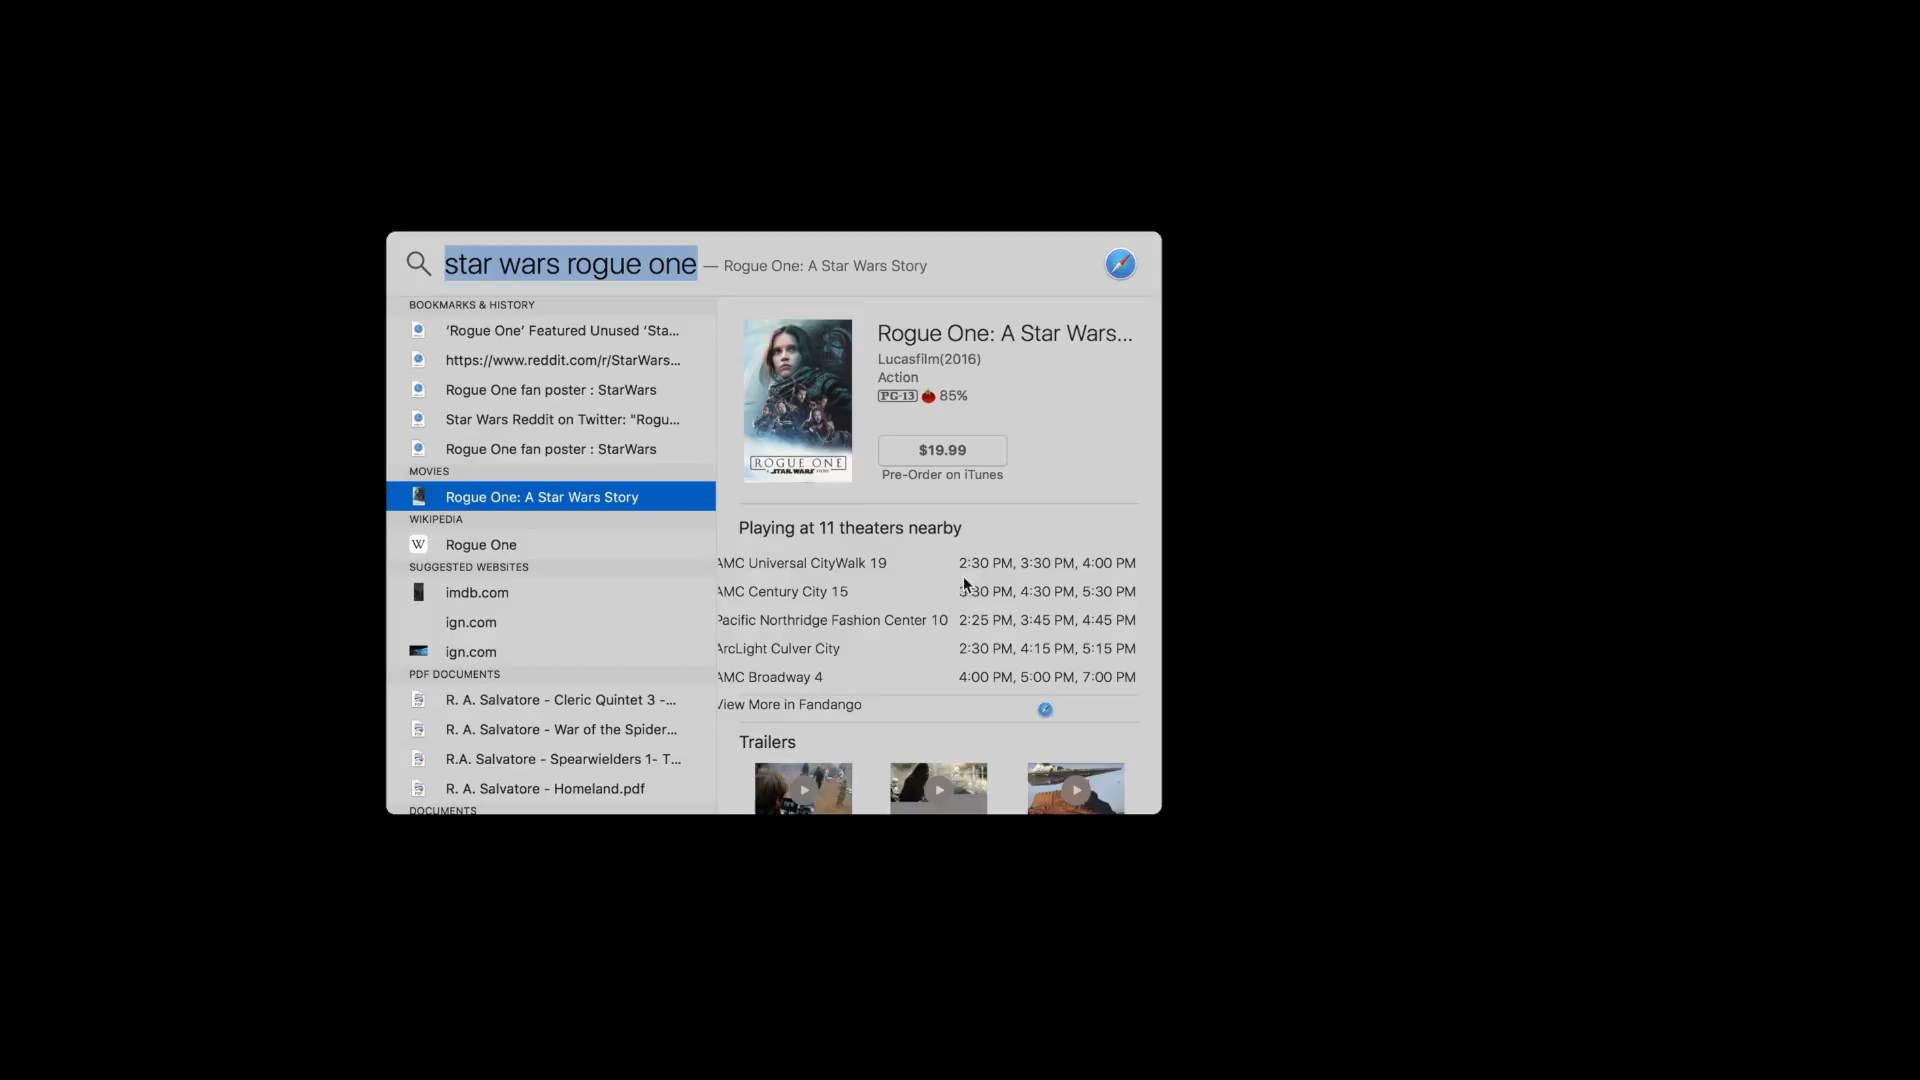 star wars rogue one — Rogue One: A Star Wars Story
BOOKMARKS & HISTORY
‘Rogue One’ Featured Unused ‘Sta...
https://www.reddit.com/r/StarWars...
Rogue One fan poster : StarWars
Star Wars Reddit on Twitter: "Rogu...
Rogue One fan poster : StarWars
MOVIES
Rogue One: A Star Wars Story
WIKIPEDIA
W Rogue One
SUGGESTED WEBSITES
imdb.com
ign.com
ign.com
PDF DOCUMENTS
R. A. Salvatore - Cleric Quintet 3 -...
R. A. Salvatore - War of the Spider...
R.A. Salvatore - Spearwielders 1- T...
R. A. Salvatore - Homeland.pdf
DOCUMENTS
ROGUE ONE
A STAR WARS STORY
Rogue One: A Star Wars...
Lucasfilm(2016)
Action
PG-13 85%
$19.99
Pre-Order on iTunes
Playing at 11 theaters nearby
AMC Universal CityWalk 19 2:30 PM, 3:30 PM, 4:00 PM
AMC Century City 15 :30 PM, 4:30 PM, 5:30 PM
Pacific Northridge Fashion Center 10 2:25 PM, 3:45 PM, 4:45 PM
ArcLight Culver City 2:30 PM, 4:15 PM, 5:15 PM
AMC Broadway 4 4:00 PM, 5:00 PM, 7:00 PM
View More in Fandango
Trailers